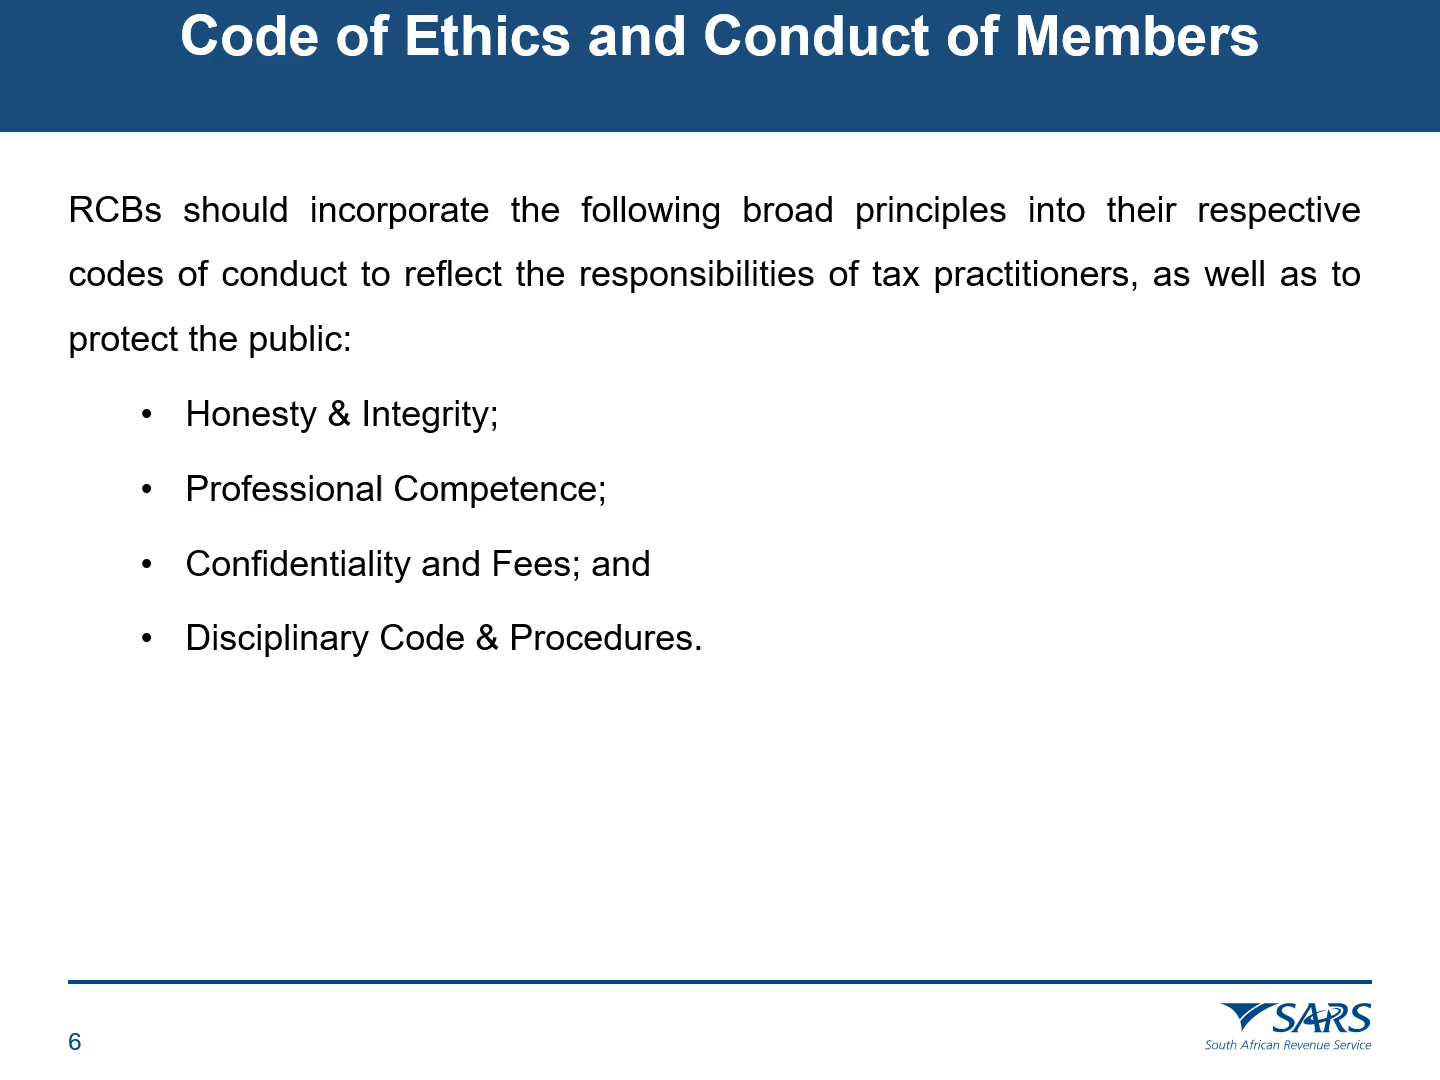 Code of Ethics and Conduct of Members
RCBs should incorporate the following broad principles into their respective
codes of conduct to reflect the responsibilities of tax practitioners, as well as to
protect the public:
• Honesty & Integrity;
• Professional Competence;
• Confidentiality and Fees; and
• Disciplinary Code & Procedures.
6
SARS
South African Revenue Service